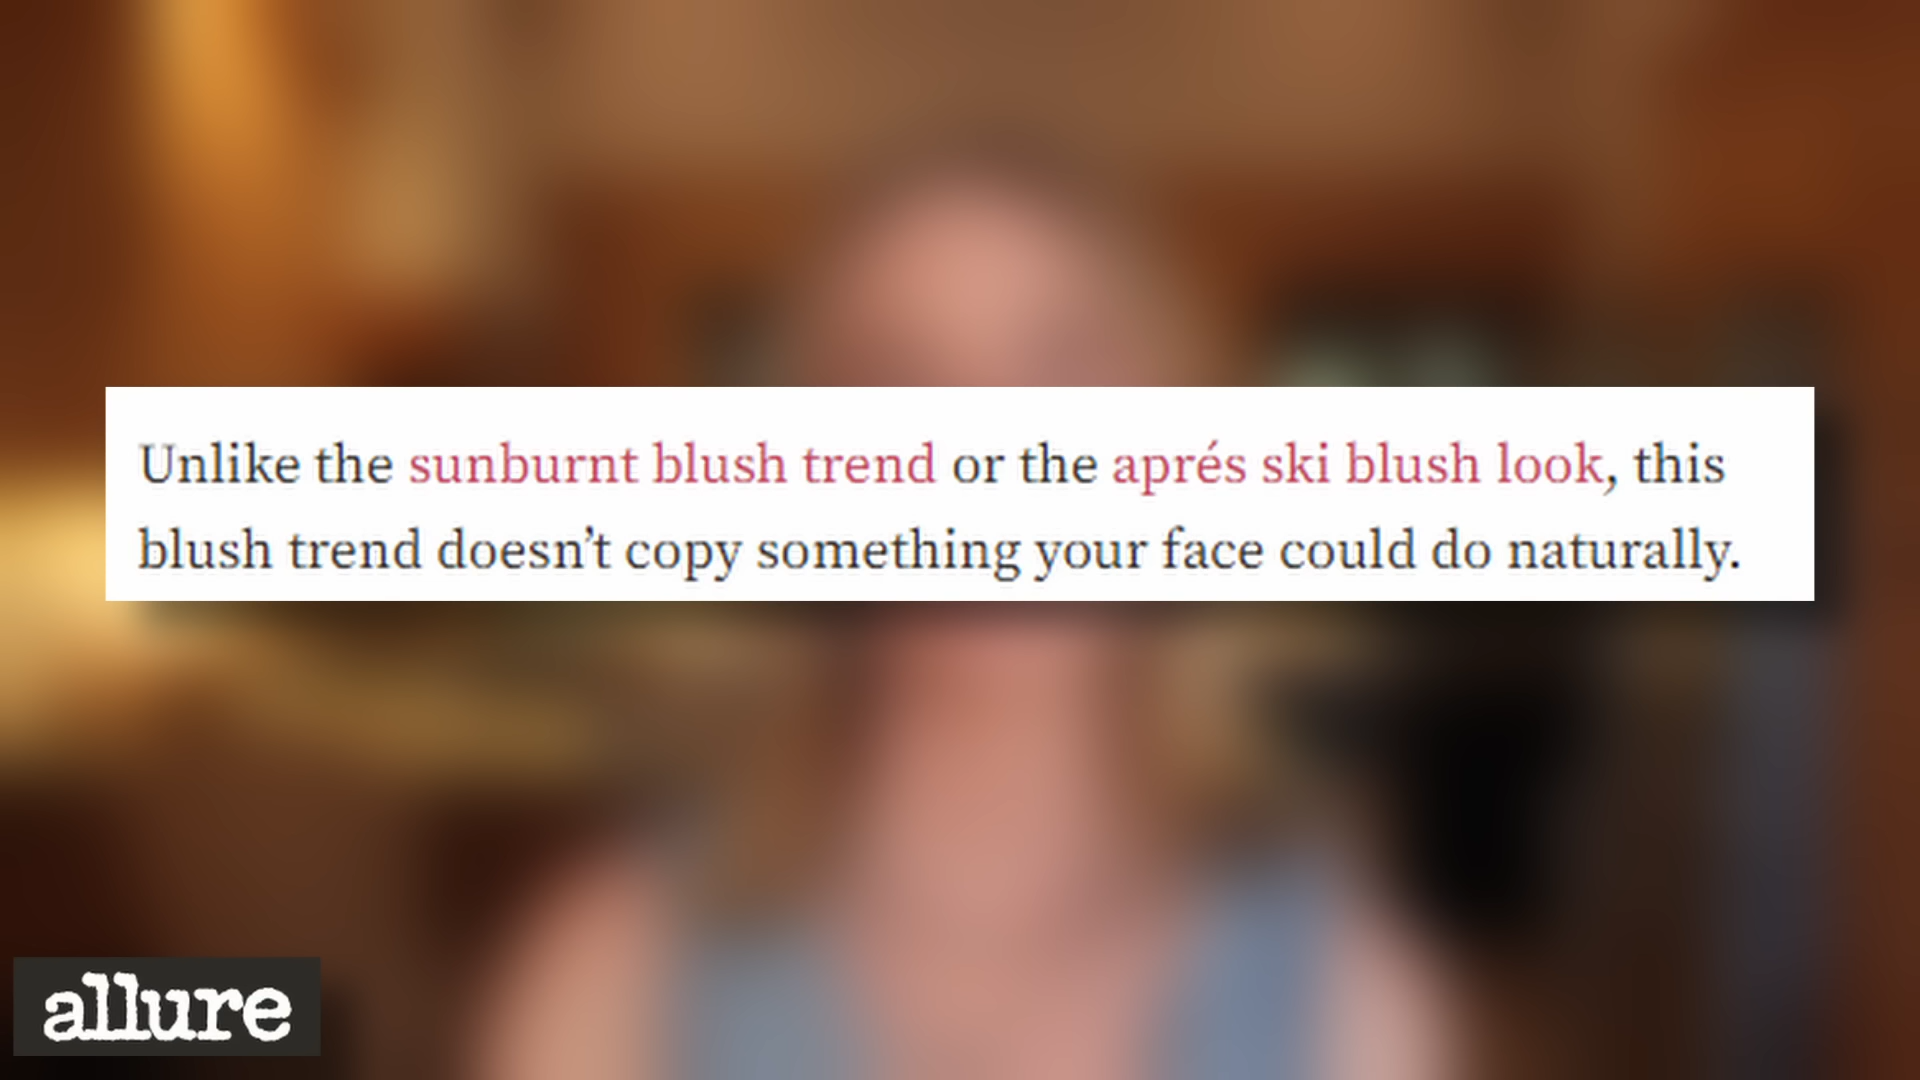 Unlike the sunburnt blush trend or the aprés ski blush look, this
blush trend doesn’t copy something your face could do naturally.
allure